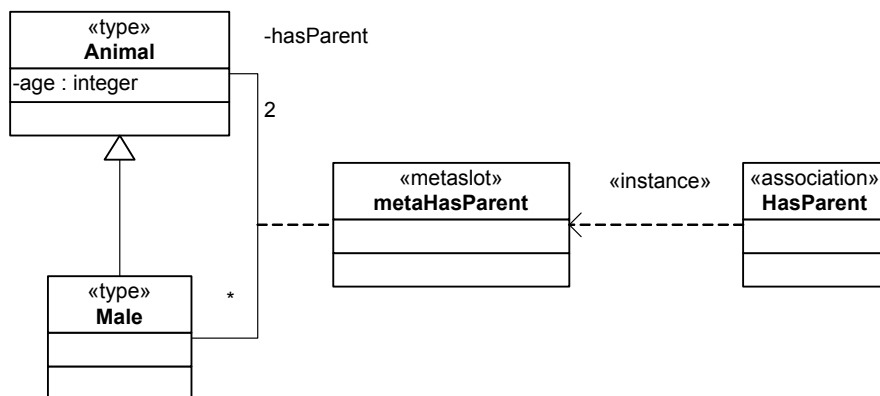 «type»
Animal
-age : integer
-hasParent
2
«metaslot»
metaHasParent
«instance»
«association»
HasParent
«type»
Male
*